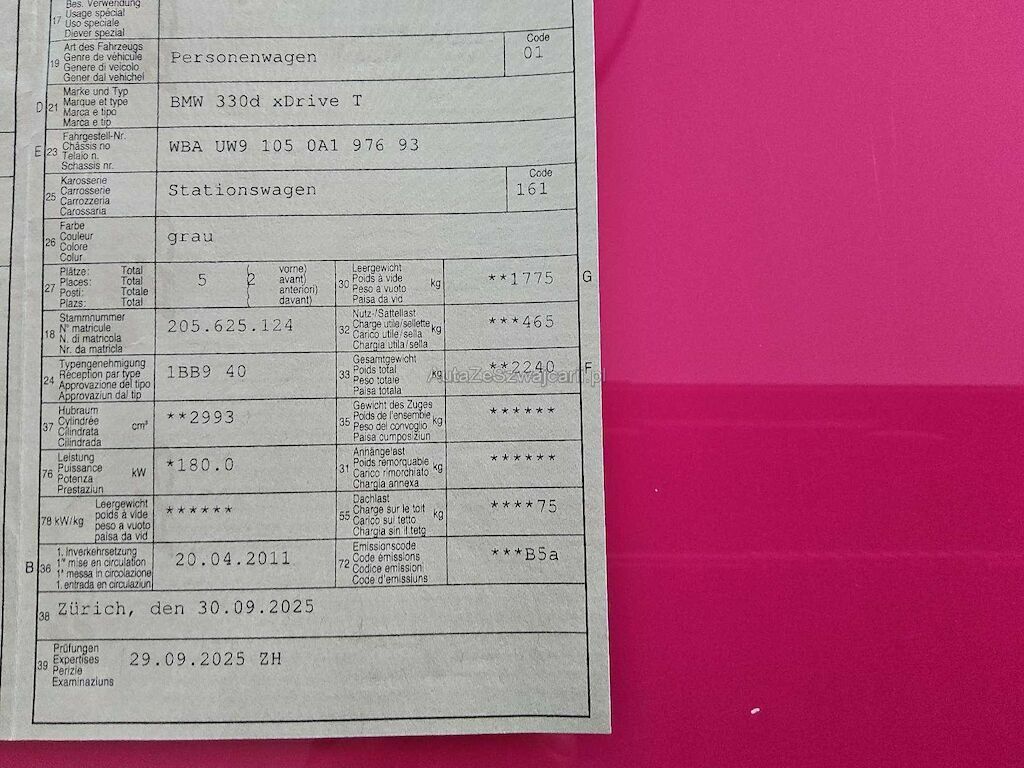 Bes. Verwendung
17 Usage spécial
Uso speciale
Diever spezial
19 Art des Fahrzeugs
Genre de véhicule
Genere di veicolo
Gener dal vehichel
Personenwagen
Code
01
D 21 Marke und Typ
Marque et type
Marca e tipo
Marca e tip
BMW 330d xDrive T
E 23 Fahrgestell-Nr.
Châssis no
Telaio n.
Schassis nr.
WBA UW9 105 0A1 976 93
25 Karosserie
Carrosserie
Carrozzeria
Carossaria
Stationswagen
Code
161
26 Farbe
Couleur
Colore
Colur
grau
27 Plätze: Total
Places: Total
Posti: Totale
Plazs: Total
5 (2 vorne)
avant)
anteriori)
davant)
30 Leergewicht
Poids à vide
Peso a vuoto
Paisa da vid
kg
**1775
G
18 Stammnummer
N° matricule
N. di matricola
Nr. da matricla
205.625.124
32 Nutz-/Sattellast
Charge utile/sellette
Carico utile/sella
Chargia utila/sella
kg
***465
24 Typengenehmigung
Réception par type
Approvazione del tipo
Approvaziun dal tip
1BB9 40
33 Gesamtgewicht
Poids total
Peso totale
Paisa totala
kg
**2240
F
AutaZeSzwajcarii.pl
37 Hubraum
Cylindrée
Cilindrata
Cilindrada
cm³
**2993
35 Gewicht des Zuges
Poids de l'ensemble
Peso del convoglio
Paisa cumposiziun
kg
******
76 Leistung
Puissance
Potenza
Prestaziun
kW
*180.0
31 Anhängelast
Poids remorquable
Carico rimorchiato
Chargia annexa
kg
******
78 kW/kg Leergewicht
poids à vide
peso a vuoto
paisa da vid
******
55 Dachlast
Charge sur le toit
Carico sul tetto
Chargia sin il tetg
kg
****75
B 36 1. Inverkehrsetzung
1re mise en circulation
1a messa in circolazione
1. entrada en circulaziun
20.04.2011
72 Emissionscode
Code émissions
Codice emissioni
Code d'emissiuns
***B5a
38 Zürich, den 30.09.2025
39 Prüfungen
Expertises
Perizie
Examinaziuns
29.09.2025 ZH